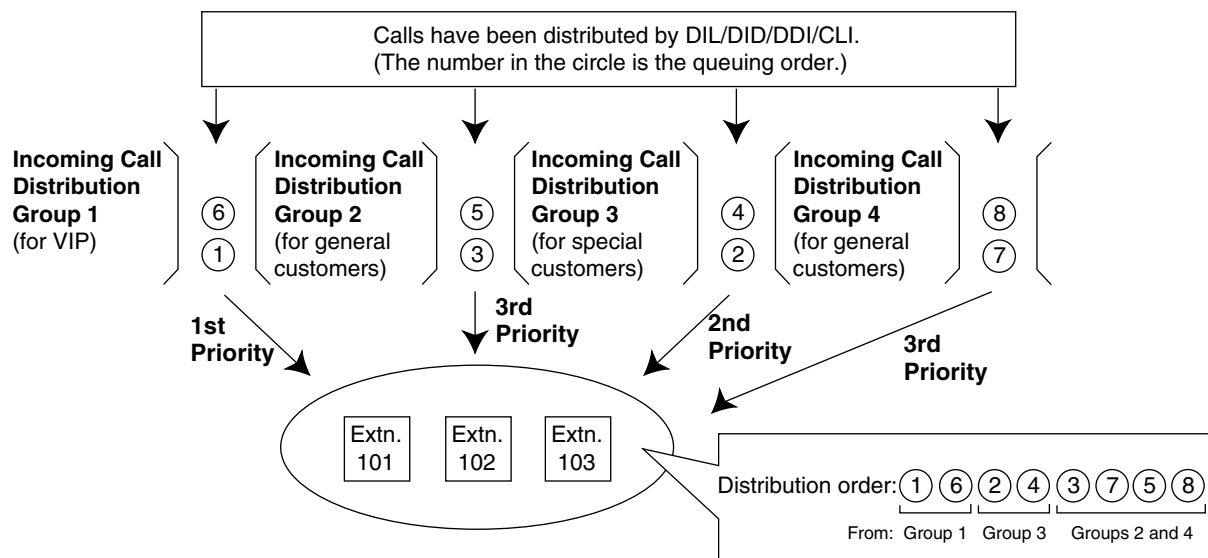 Calls have been distributed by DIL/DID/DDI/CLI.
(The number in the circle is the queuing order.)
Incoming Call
Distribution
Group 1
(for VIP)
6
1
Incoming Call
Distribution
Group 2
(for general
customers)
5
3
Incoming Call
Distribution
Group 3
(for special
customers)
4
2
Incoming Call
Distribution
Group 4
(for general
customers)
8
7
1st
Priority
3rd
Priority
2nd
Priority
3rd
Priority
Extn.
101
Extn.
102
Extn.
103
Distribution order: 1 6 2 4 3 7 5 8
From: Group 1 Group 3 Groups 2 and 4